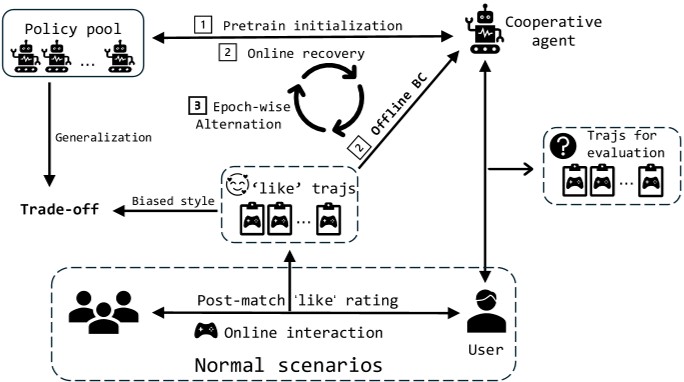 Policy pool
...
1 Pretrain initialization
2 Online recovery
Cooperative
agent
3 Epoch-wise
Alternation
2 Offline BC
Generalization
? Trajs for
evaluation
...
'like' trajs
...
Biased style
Trade-off
Post-match 'like' rating
Online interaction
User
Normal scenarios